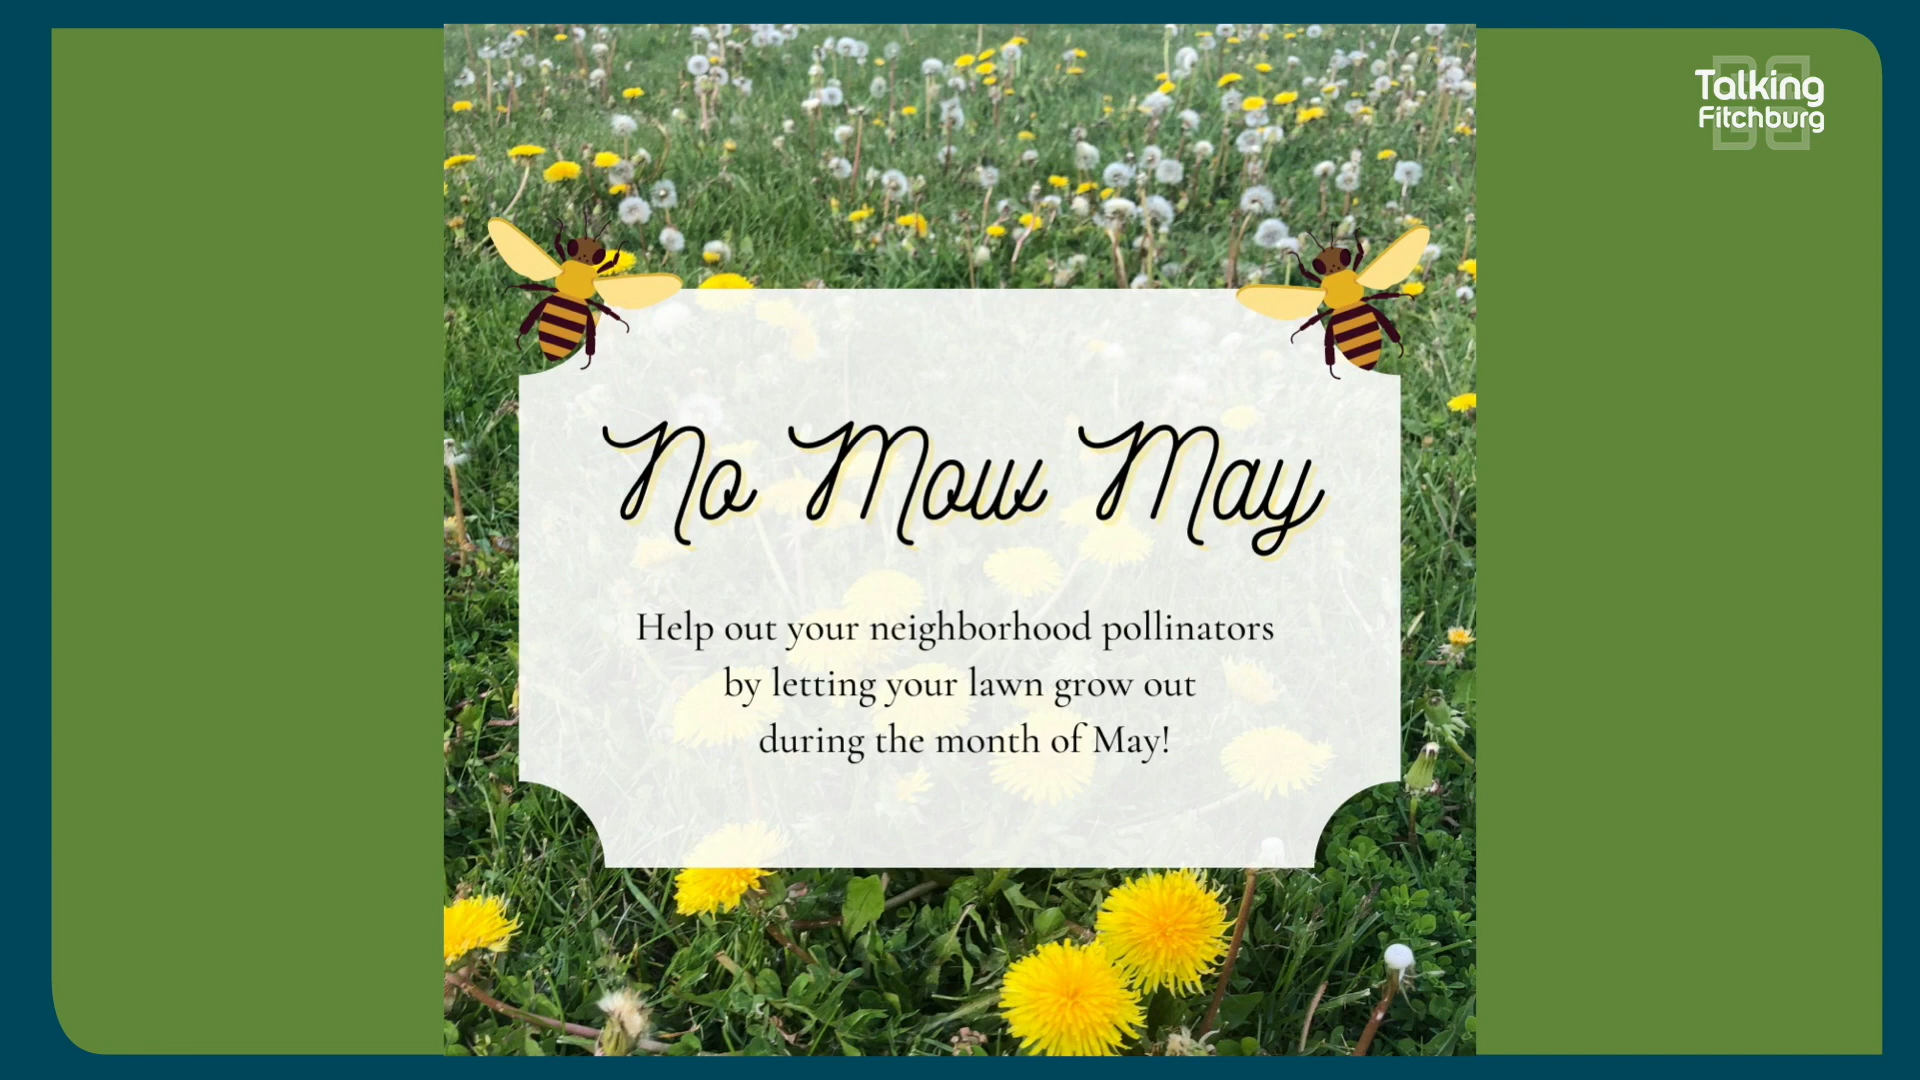 Talking
Fitchburg
No Mow May
Help out your neighborhood pollinators
by letting your lawn grow out
during the month of May!